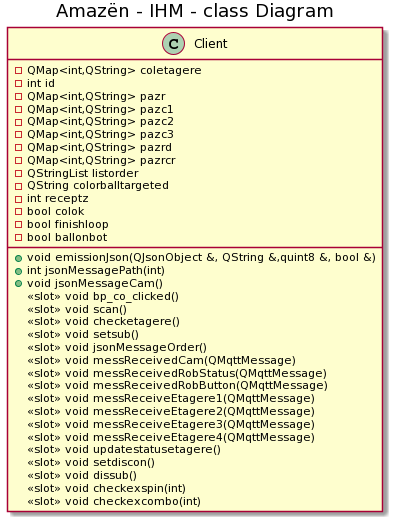 Amazën - IHM - class Diagram
C Client
QMap<int,QString> coletagere
int id
QMap<int,QString> pazr
QMap<int,QString> pazc1
QMap<int,QString> pazc2
QMap<int,QString> pazc3
QMap<int,QString> pazrd
QMap<int,QString> pazrcr
QStringList listorder
QString colorballtargeted
int receptz
bool colok
bool finishloop
bool ballonbot
void emissionJson(QJsonObject &, QString &,quint8 &, bool &)
int jsonMessagePath(int)
void jsonMessageCam()
«slot» void bp_co_clicked()
«slot» void scan()
«slot» void checketagere()
«slot» void setsub()
«slot» void jsonMessageOrder()
«slot» void messReceivedCam(QMqttMessage)
«slot» void messReceivedRobStatus(QMqttMessage)
«slot» void messReceivedRobButton(QMqttMessage)
«slot» void messReceiveEtagere1(QMqttMessage)
«slot» void messReceiveEtagere2(QMqttMessage)
«slot» void messReceiveEtagere3(QMqttMessage)
«slot» void messReceiveEtagere4(QMqttMessage)
«slot» void updatestatusetagere()
«slot» void setdiscon()
«slot» void dissub()
«slot» void checkexspin(int)
«slot» void checkexcombo(int)